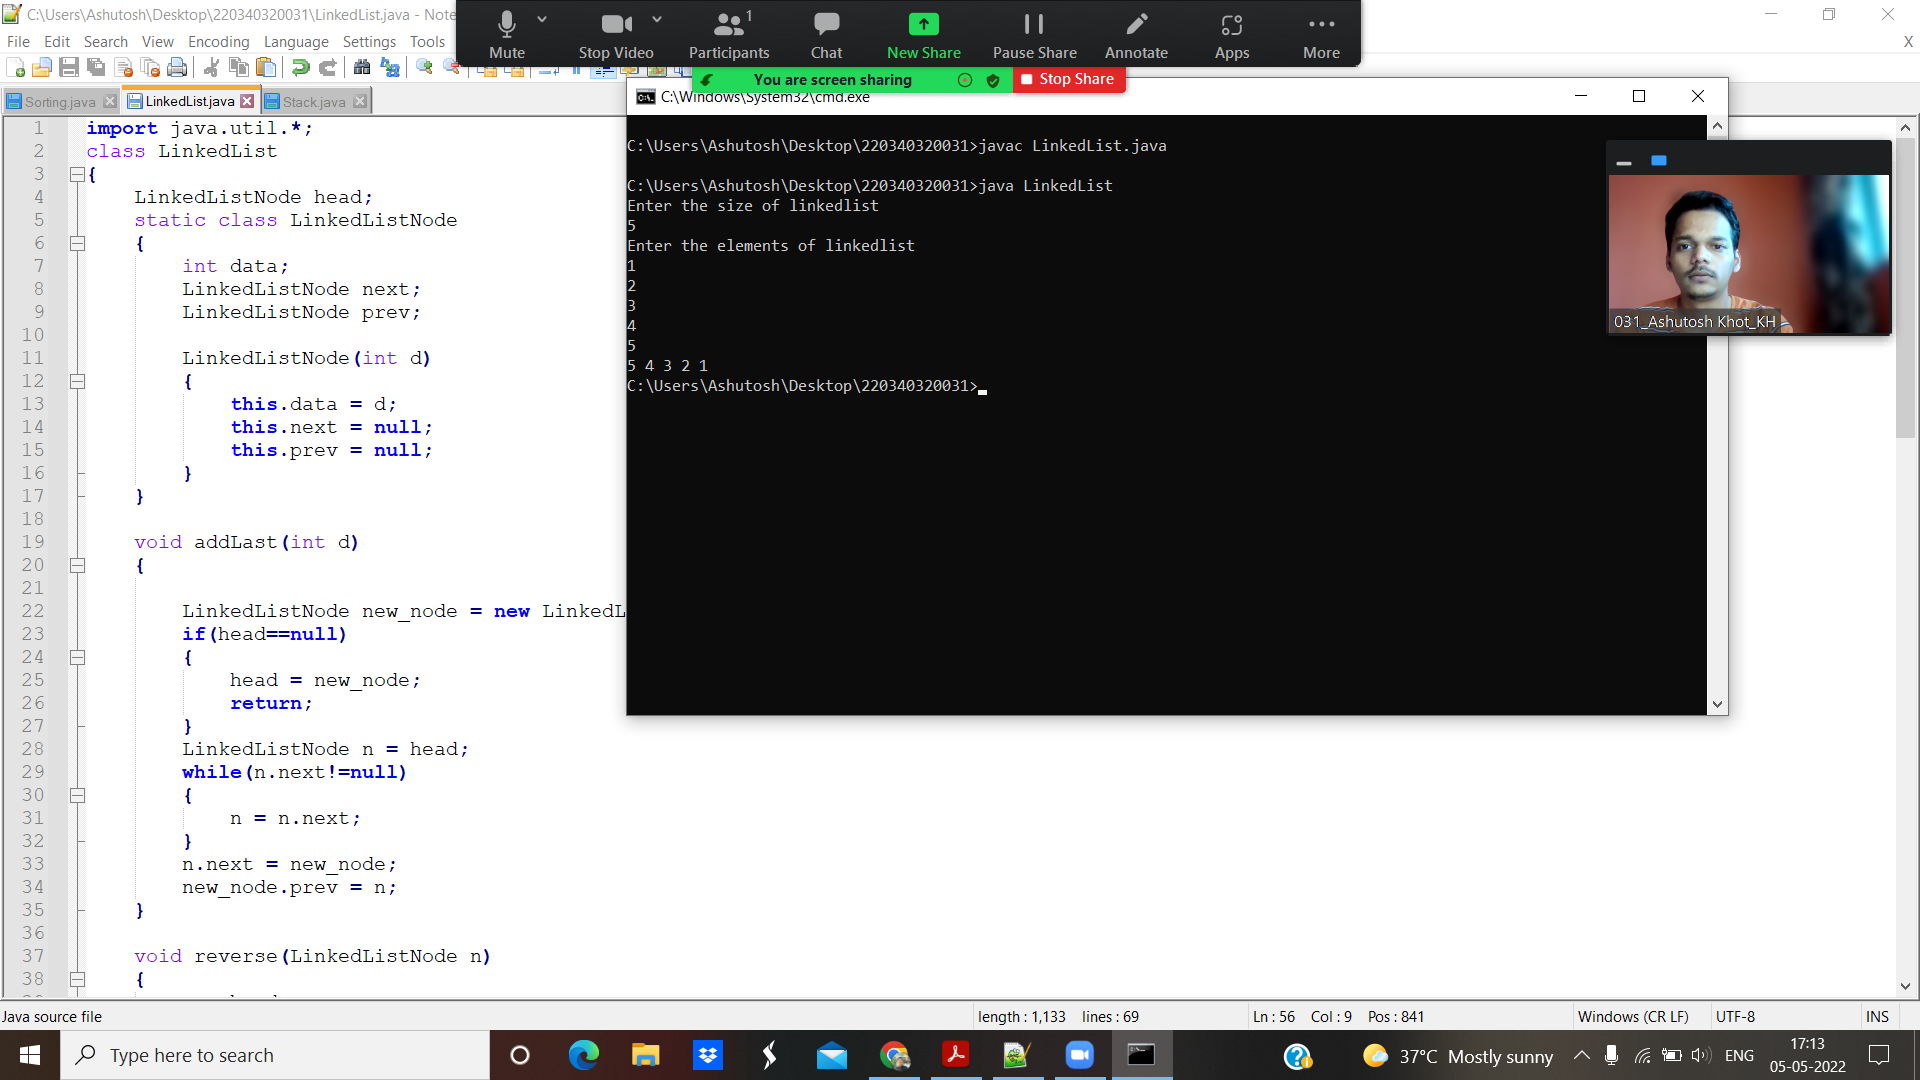 C:\Users\Ashutosh\Desktop\220340320031\LinkedList.java - Note
File Edit Search View Encoding Language Settings Tools
X
Mute
Stop Video
1
Participants
Chat
New Share
Pause Share
Annotate
Apps
More
You are screen sharing
Stop Share
Sorting.java
LinkedList.java
Stack.java
1 import java.util.*;
2 class LinkedList
3 {
4 LinkedListNode head;
5 static class LinkedListNode
6 {
7 int data;
8 LinkedListNode next;
9 LinkedListNode prev;
10
11 LinkedListNode(int d)
12 {
13 this.data = d;
14 this.next = null;
15 this.prev = null;
16 }
17 }
18
19 void addLast(int d)
20 {
21
22 LinkedListNode new_node = new LinkedL
23 if(head==null)
24 {
25 head = new_node;
26 return;
27 }
28 LinkedListNode n = head;
29 while(n.next!=null)
30 {
31 n = n.next;
32 }
33 n.next = new_node;
34 new_node.prev = n;
35 }
36
37 void reverse(LinkedListNode n)
38 {
C:\Windows\System32\cmd.exe
C:\Users\Ashutosh\Desktop\220340320031>javac LinkedList.java
C:\Users\Ashutosh\Desktop\220340320031>java LinkedList
Enter the size of linkedlist
5
Enter the elements of linkedlist
1
2
3
4
5
5 4 3 2 1
C:\Users\Ashutosh\Desktop\220340320031>
031_Ashutosh Khot_KH
Java source file
length : 1,133 lines : 69
Ln : 56 Col : 9 Pos : 841
Windows (CR LF)
UTF-8
INS
Type here to search
37°C Mostly sunny
ENG
17:13
05-05-2022